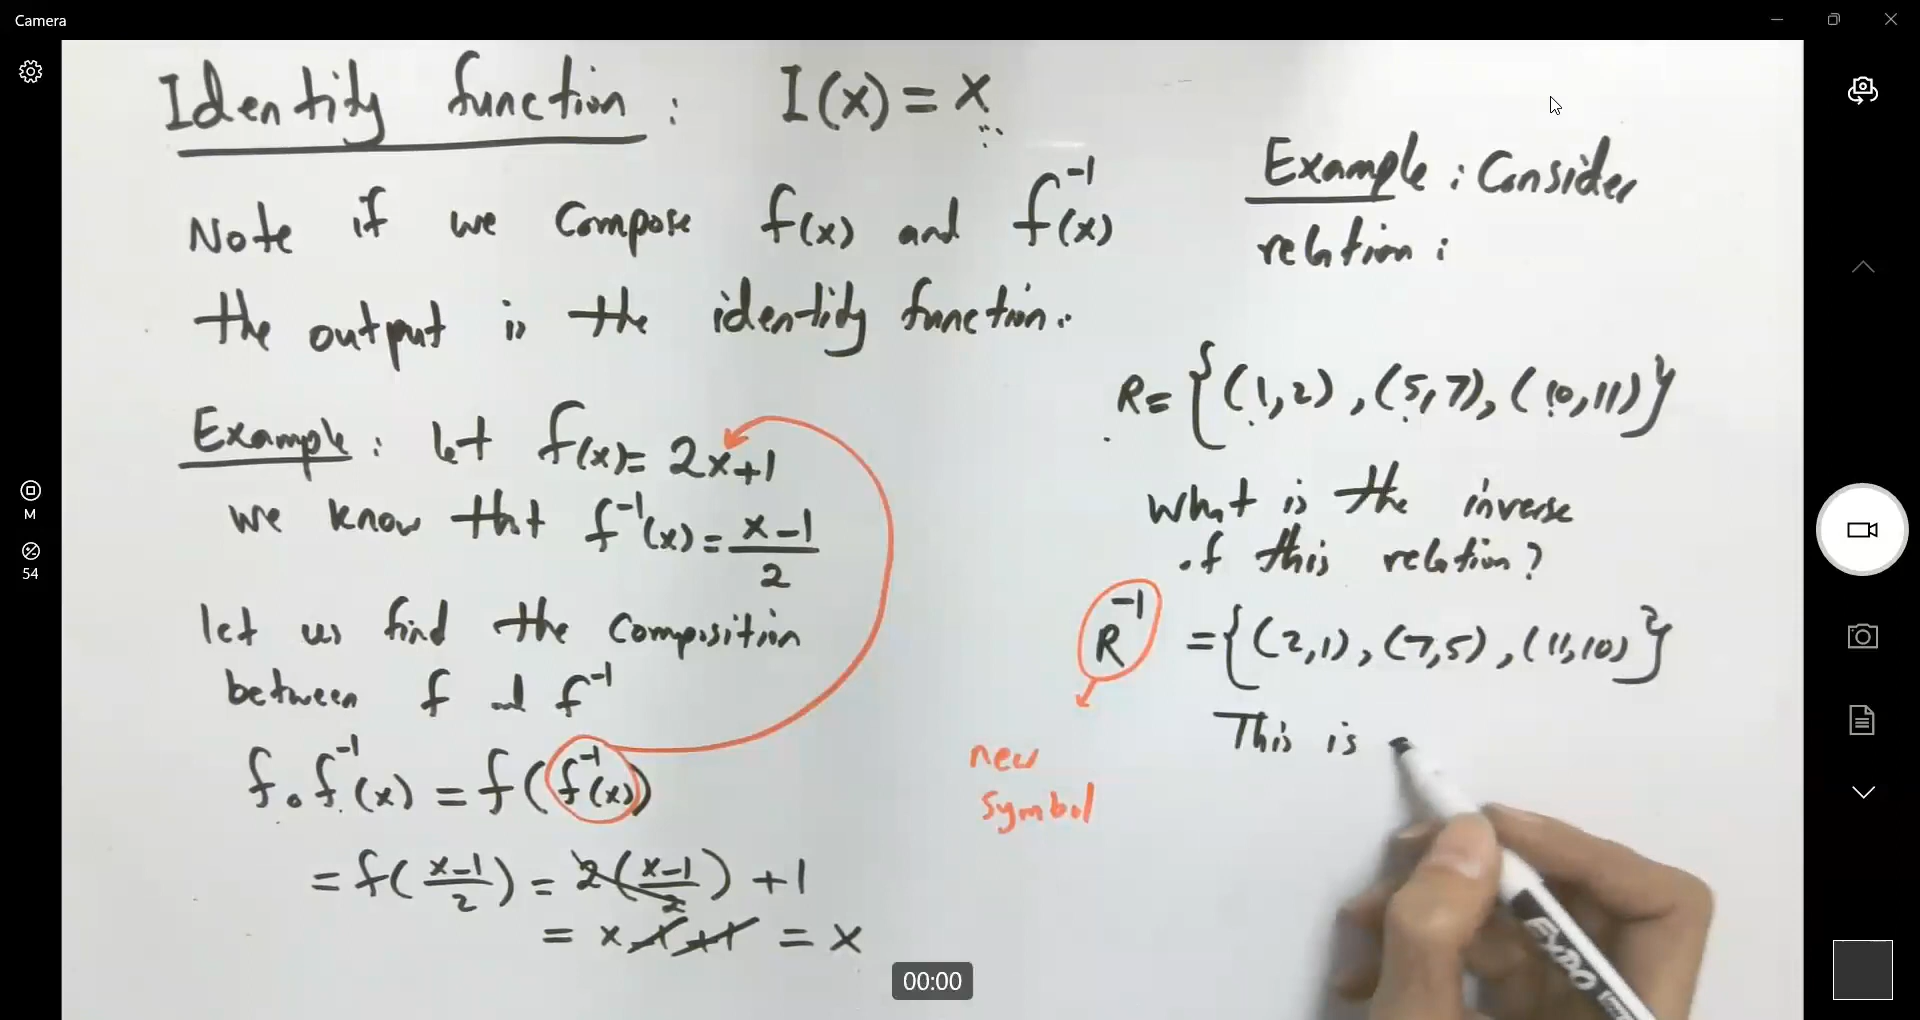 Camera
Identity function : I(x) = x
Note if we compose f(x) and f⁻¹(x)
the output is the identity function.
Example : let f(x) = 2x+1
we know that f⁻¹(x) = (x-1)/2
let us find the composition
between f and f⁻¹
f∘f⁻¹(x) = f(f⁻¹(x))
= f((x-1)/2) = 2((x-1)/2) +1
= x -1 +1 = x
Example : Consider
relation :
R = {(1,2), (5,7), (10,11)}
What is the inverse
of this relation?
R⁻¹ = {(2,1), (7,5), (11,10)}
new
symbol
This is
EXPO
M
54
00:00